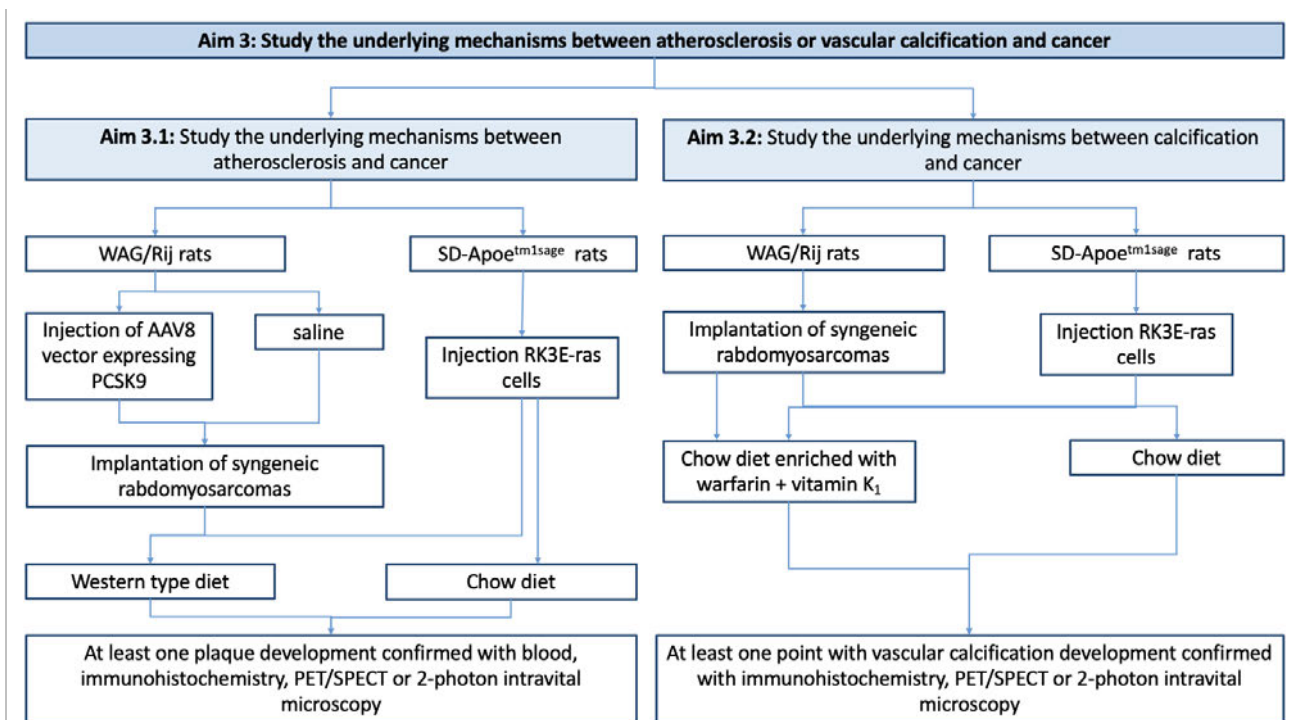 Aim 3: Study the underlying mechanisms between atherosclerosis or vascular calcification and cancer
Aim 3.1: Study the underlying mechanisms between
atherosclerosis and cancer
Aim 3.2: Study the underlying mechanisms between calcification
and cancer
WAG/Rij rats
SD-Apoe^tm1sage rats
WAG/Rij rats
SD-Apoe^tm1sage rats
Injection of AAV8
vector expressing
PCSK9
saline
Injection RK3E-ras
cells
Implantation of syngeneic
rabdomyosarcomas
Injection RK3E-ras
cells
Implantation of syngeneic
rabdomyosarcomas
Chow diet enriched with
warfarin + vitamin K₁
Chow diet
Western type diet
Chow diet
At least one plaque development confirmed with blood,
immunohistochemistry, PET/SPECT or 2-photon intravital
microscopy
At least one point with vascular calcification development confirmed
with immunohistochemistry, PET/SPECT or 2-photon intravital
microscopy